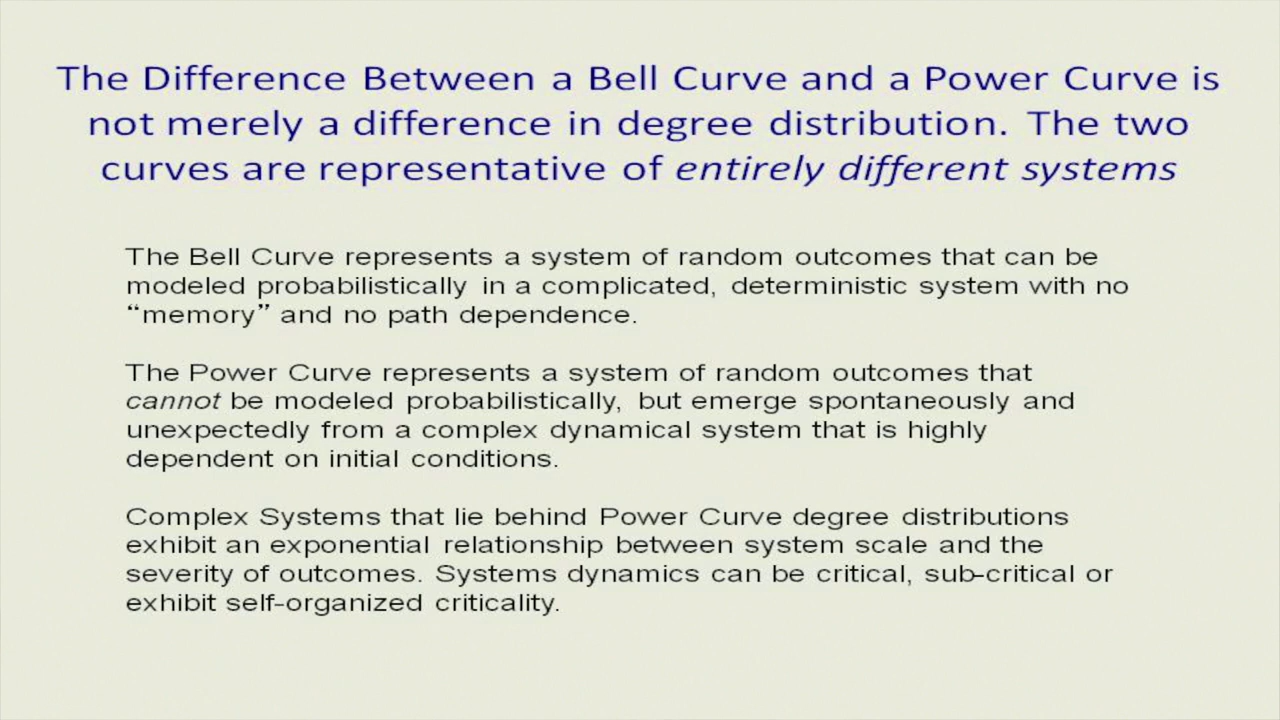 The Difference Between a Bell Curve and a Power Curve is
not merely a difference in degree distribution. The two
curves are representative of entirely different systems
The Bell Curve represents a system of random outcomes that can be
modeled probabilistically in a complicated, deterministic system with no
“memory” and no path dependence.
The Power Curve represents a system of random outcomes that
cannot be modeled probabilistically, but emerge spontaneously and
unexpectedly from a complex dynamical system that is highly
dependent on initial conditions.
Complex Systems that lie behind Power Curve degree distributions
exhibit an exponential relationship between system scale and the
severity of outcomes. Systems dynamics can be critical, sub-critical or
exhibit self-organized criticality.